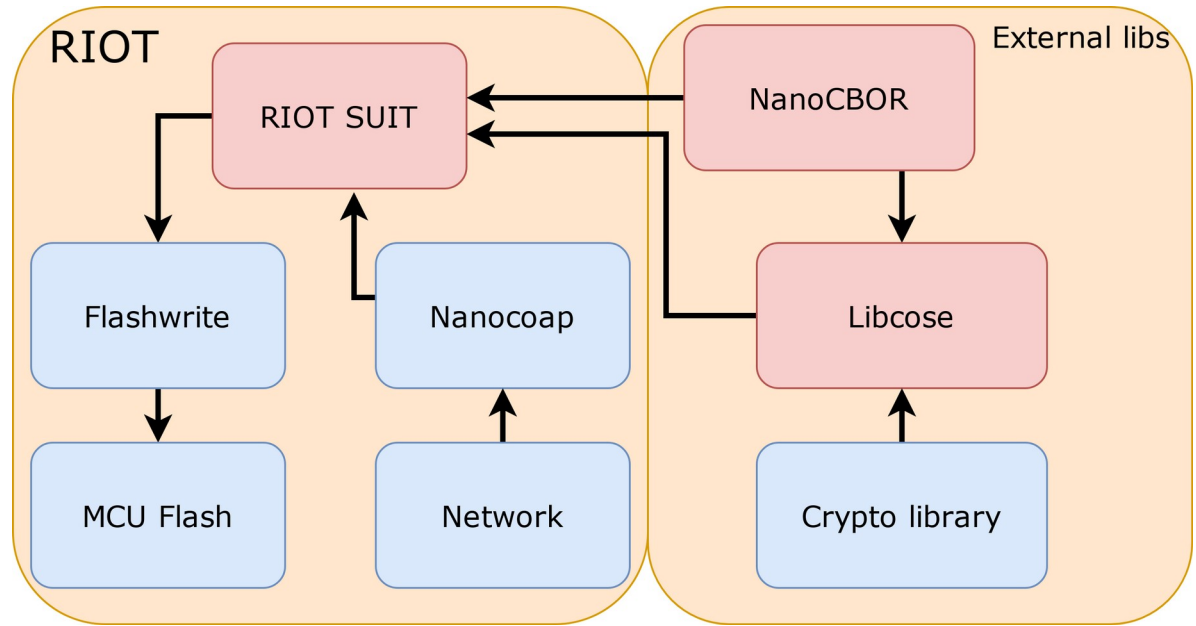 RIOT
External libs
RIOT SUIT
NanoCBOR
Flashwrite
Nanocoap
Libcose
MCU Flash
Network
Crypto library